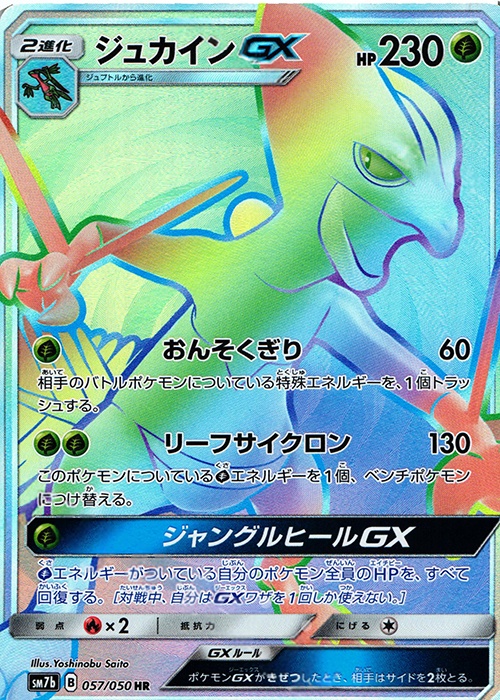 2進化 ジュカインGX HP230
ジュプトルから進化
おんそくぎり 60
相手のバトルポケモンについている特殊エネルギーを、1個トラッ
シュする。
リーフサイクロン 130
このポケモンについているエネルギーを1個、ベンチポケモン
につけ替える。
ジャングルヒールGX
エネルギーがついている自分のポケモン全員のHPを、すべて
回復する。[対戦中、自分はGXワザを1回しか使えない。]
弱点 ×2 抵抗力 にげる
GXルール
Illus.Yoshinobu Saito
ポケモンGXがきぜつしたとき、相手はサイドを2枚とる。
SM7b B 057/050 HR